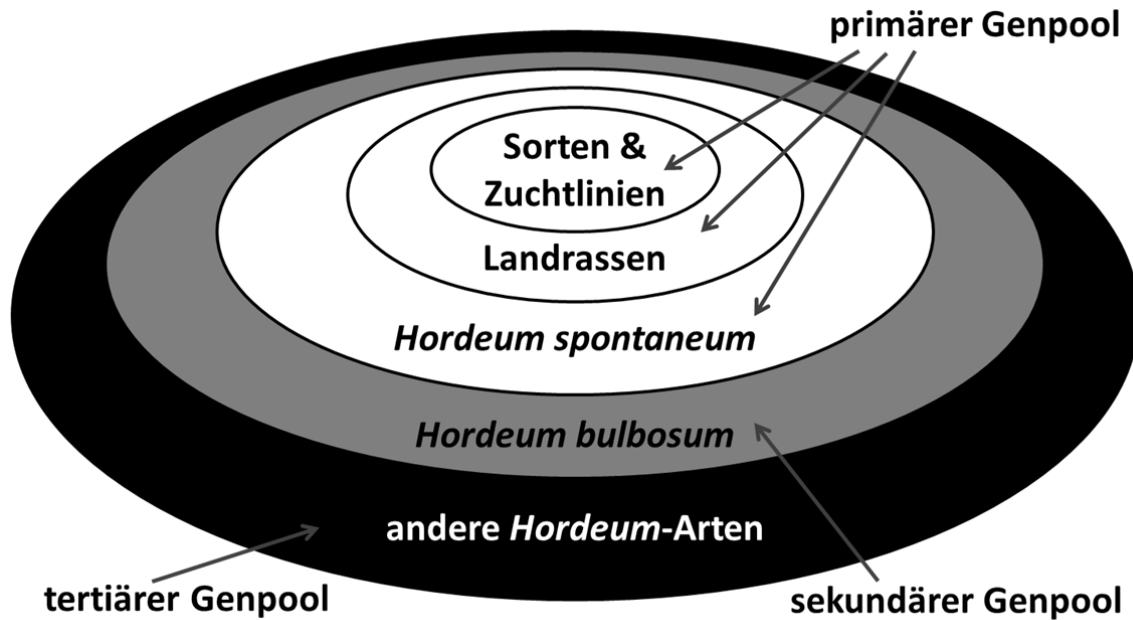 primärer Genpool
Sorten &
Zuchtlinien
Landrassen
Hordeum spontaneum
Hordeum bulbosum
andere Hordeum-Arten
tertiärer Genpool
sekundärer Genpool